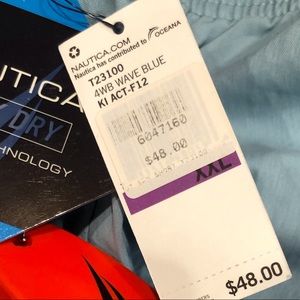 NAUTICA.COM
Nautica has contributed to OCEANA
T23100
4WB WAVE BLUE
KI ACT-F12
G047160
$48.00
XXL
$48.00
UTICA
DRY
HNOLOGY